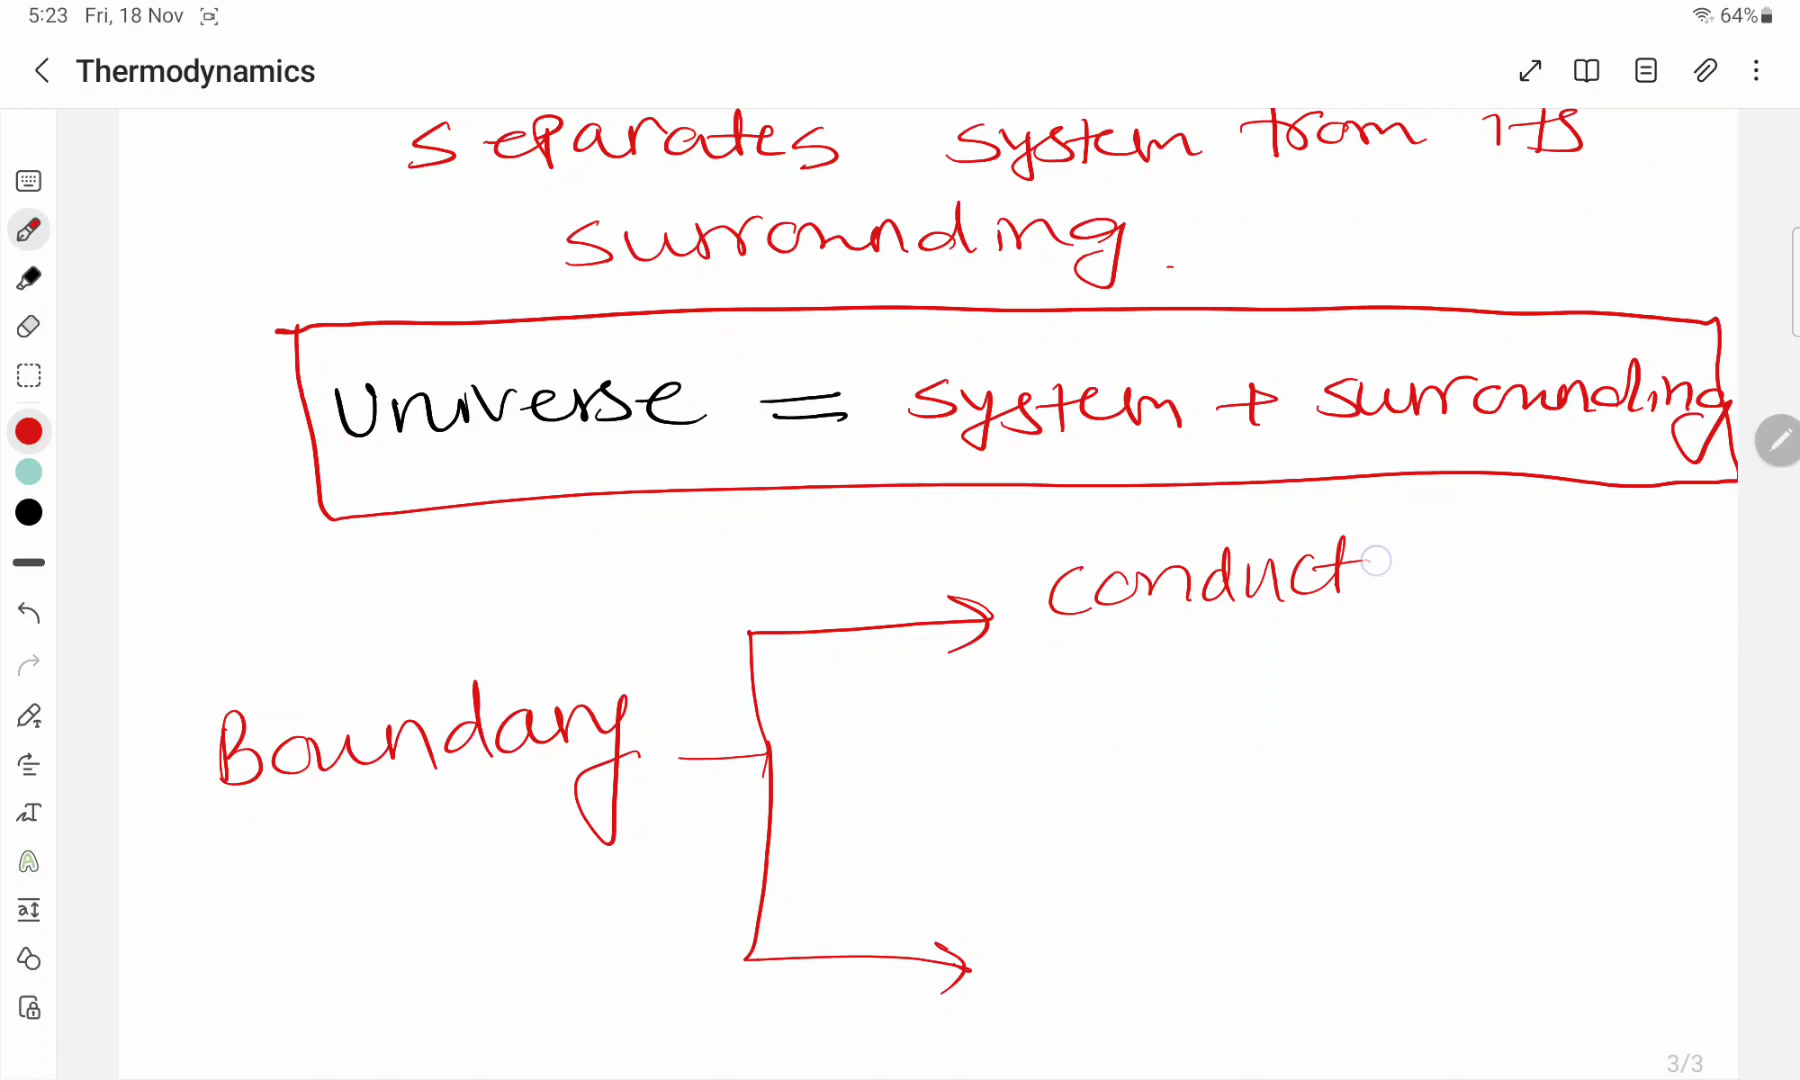 5:23 Fri, 18 Nov 64%
Thermodynamics
separates system from its
surrounding.
Universe = system + surrounding
conduct
Boundary
3/3